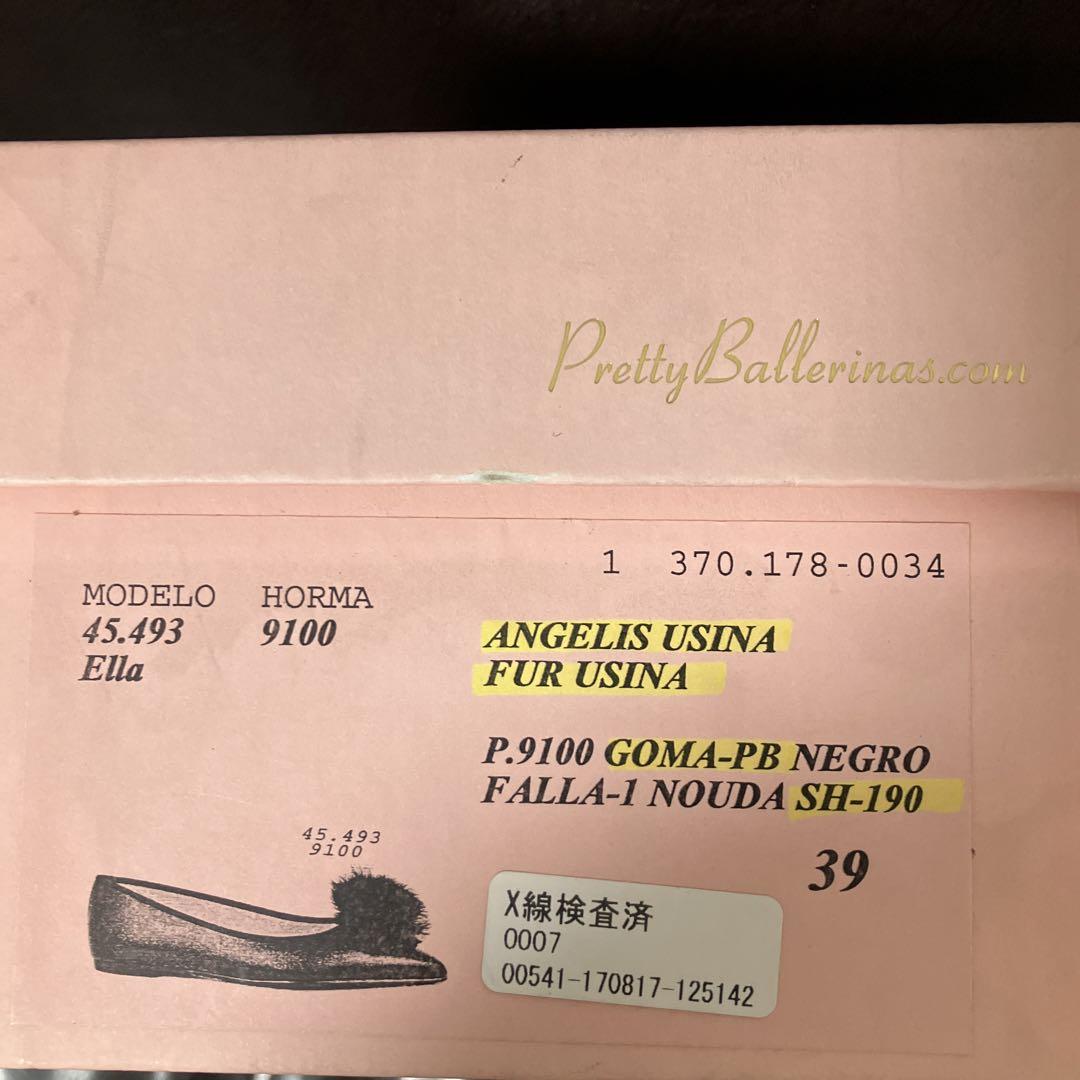 PrettyBallerinas.com
1 370.178-0034
MODELO HORMA
45.493 9100
Ella
ANGELIS USINA
FUR USINA
P.9100 GOMA-PB NEGRO
FALLA-1 NOUDA SH-190
39
45.493
9100
X線検査済
0007
00541-170817-125142